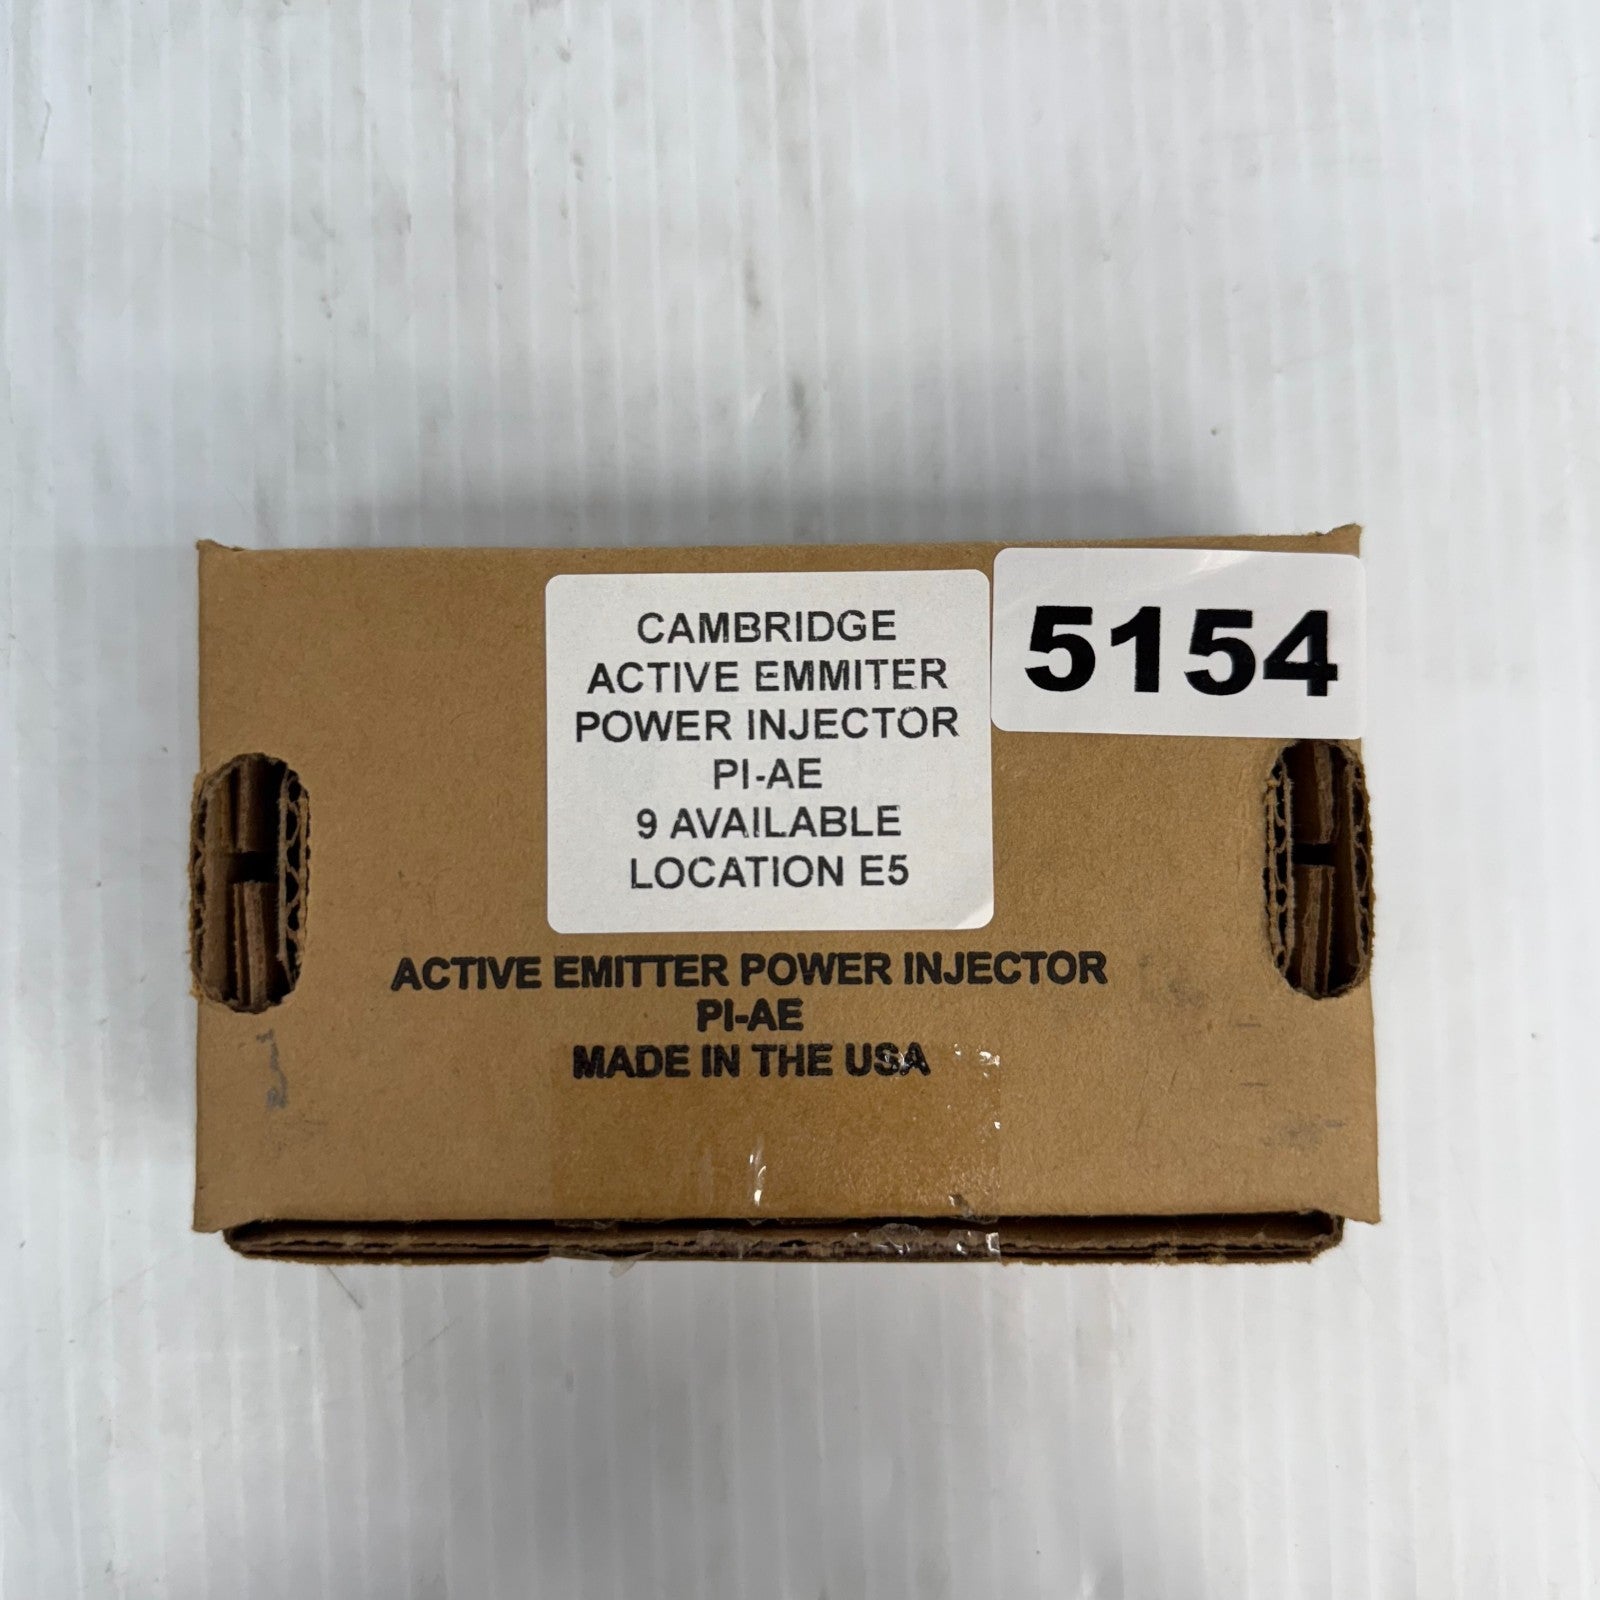 CAMBRIDGE
ACTIVE EMMITER
POWER INJECTOR
PI-AE
9 AVAILABLE
LOCATION E5
5154
ACTIVE EMITTER POWER INJECTOR
PI-AE
MADE IN THE USA